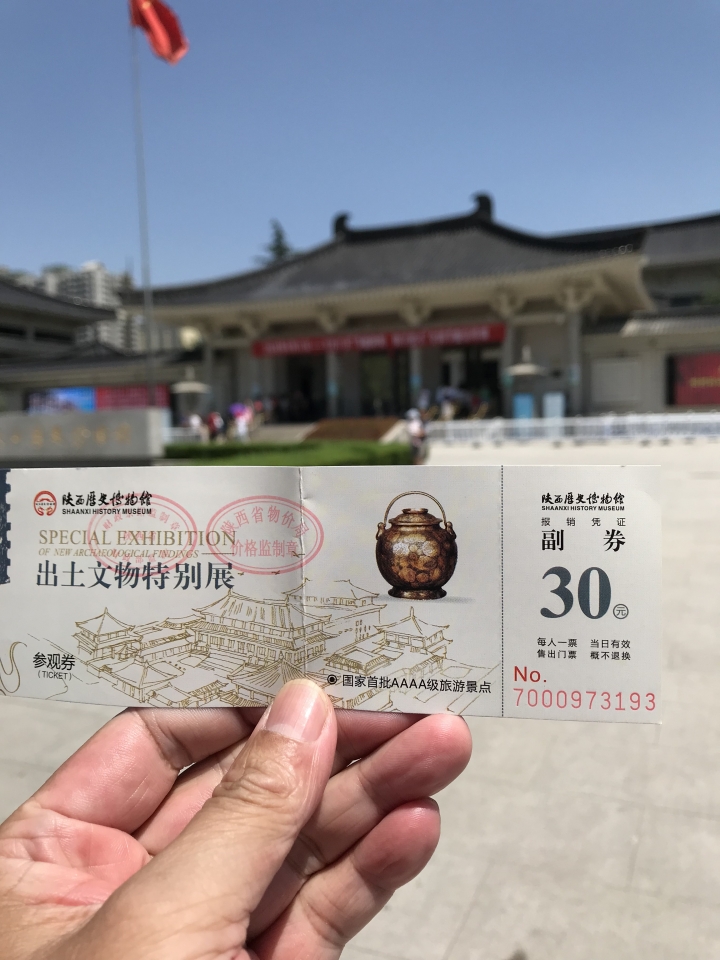 陕西历史博物馆
SHAANXI HISTORY MUSEUM
SPECIAL EXHIBITION
OF NEW ARCHAEOLOGICAL FINDINGS
出土文物特别展
陕西省物价局
价格监制章
参观券
(TICKET)
国家首批AAAA级旅游景点
陕西历史博物馆
SHAANXI HISTORY MUSEUM
报销凭证
副券
30元
每人一票 当日有效
售出门票 概不退换
No.
7000973193